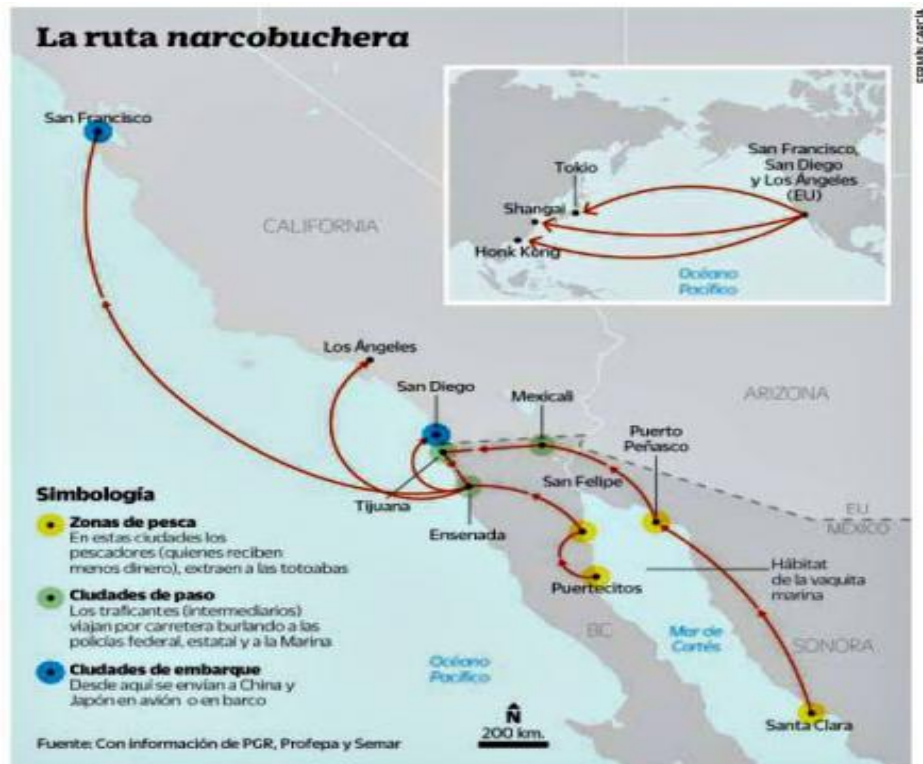 La ruta narcobuchera
FERMÍN GARCÍA
San Francisco
CALIFORNIA
San Francisco,
San Diego
y Los Ángeles
(EU)
Tokio
Shangai
Honk Kong
Océano
Pacífico
Los Ángeles
San Diego
Mexicali
ARIZONA
Puerto
Peñasco
San Felipe
Tijuana
Ensenada
EU
MÉXICO
Puertecitos
Hábitat
de la vaquita
marina
BC
Mar de
Cortés
SONORA
Océano
Pacífico
Santa Clara
Simbología
Zonas de pesca
En estas ciudades los
pescadores (quienes reciben
menos dinero), extraen a las totoabas
Ciudades de paso
Los traficantes (intermediarios)
viajan por carretera burlando a las
policías federal, estatal y a la Marina
Ciudades de embarque
Desde aquí se envían a China y
Japón en avión o en barco
N
200 km.
Fuente: Con información de PGR, Profepa y Semar